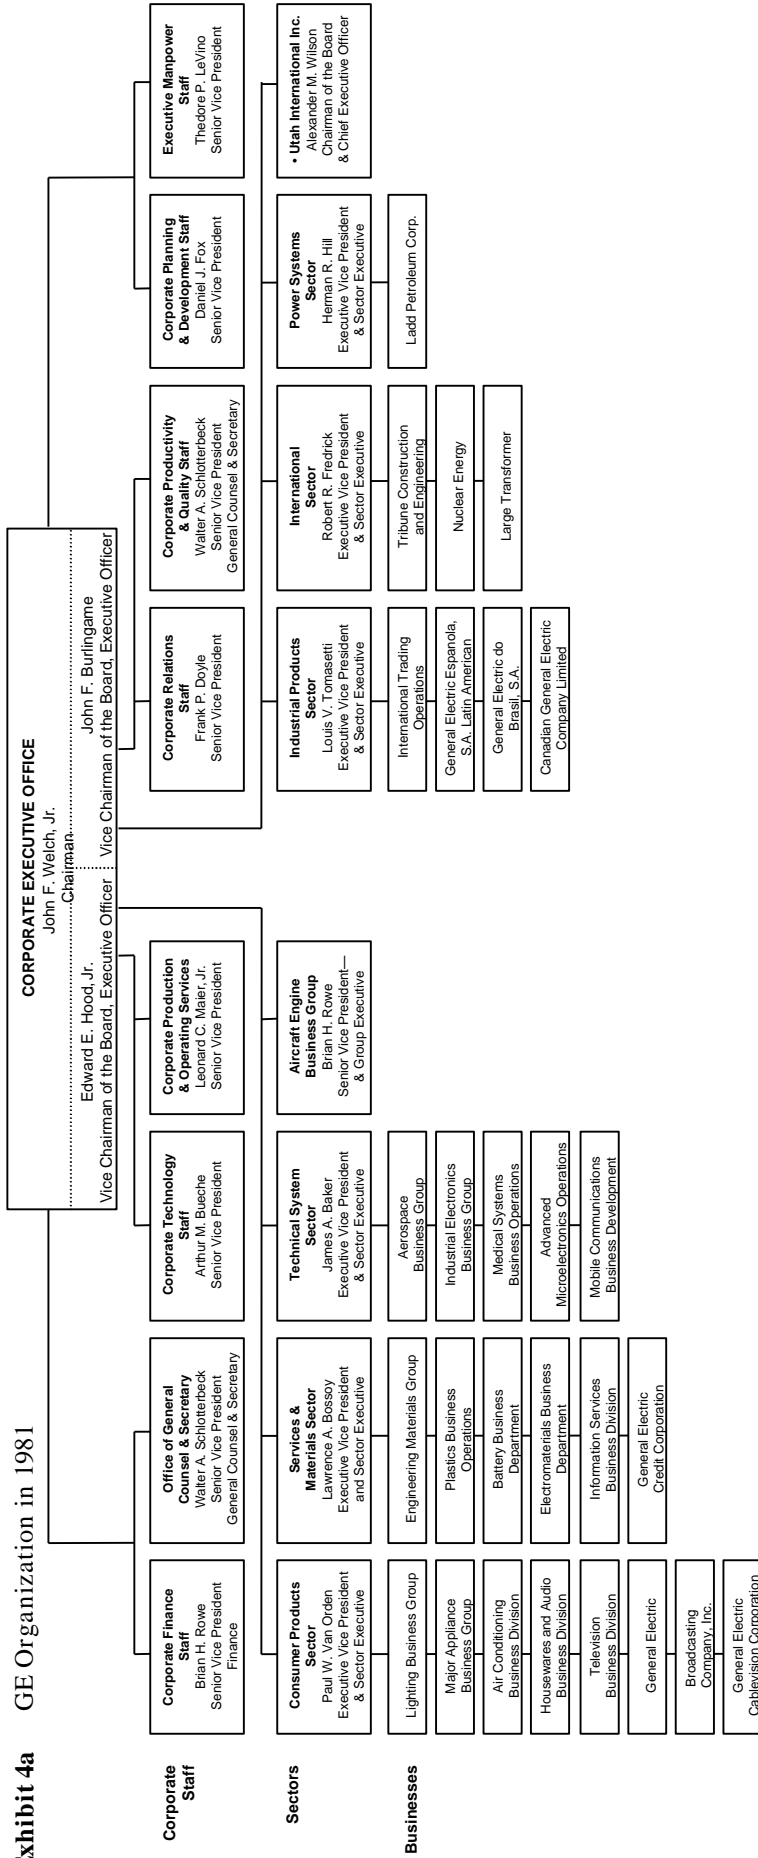 xhibit 4a GE Organization in 1981
CORPORATE EXECUTIVE OFFICE
John F. Welch, Jr.
Chairman
Edward E. Hood, Jr.
Vice Chairman of the Board, Executive Officer
John F. Burlingame
Vice Chairman of the Board, Executive Officer
Corporate
Staff
Corporate Finance
Staff
Brian H. Rowe
Senior Vice President
Finance
Office of General
Counsel & Secretary
Walter A. Schlotterbeck
Senior Vice President
General Counsel & Secretary
Corporate Technology
Staff
Arthur M. Bueche
Senior Vice President
Corporate Production
& Operating Services
Leonard C. Maier, Jr.
Senior Vice President
Corporate Relations
Staff
Frank P. Doyle
Senior Vice President
Corporate Productivity
& Quality Staff
Walter A. Schlotterbeck
Senior Vice President
General Counsel & Secretary
Corporate Planning
& Development Staff
Daniel J. Fox
Senior Vice President
Executive Manpower
Staff
Thedore P. LeVino
Senior Vice President
Sectors
Consumer Products
Sector
Paul W. Van Orden
Executive Vice President
& Sector Executive
Services &
Materials Sector
Lawrence A. Bossoy
Executive Vice President
and Sector Executive
Technical System
Sector
James A. Baker
Executive Vice President
& Sector Executive
Aircraft Engine
Business Group
Brian H. Rowe
Senior Vice President—
& Group Executive
Industrial Products
Sector
Louis V. Tomasetti
Executive Vice President
& Sector Executive
International
Sector
Robert R. Fredrick
Executive Vice President
& Sector Executive
Power Systems
Sector
Herman R. Hill
Executive Vice President
& Sector Executive
• Utah International Inc.
Alexander M. Wilson
Chairman of the Board
& Chief Executive Officer
Businesses
Lighting Business Group
Major Appliance
Business Group
Air Conditioning
Business Division
Housewares and Audio
Business Division
Television
Business Division
General Electric
Broadcasting
Company, Inc.
General Electric
Cablevision Corporation
Engineering Materials Group
Plastics Business
Operations
Battery Business
Department
Electromaterials Business
Department
Information Services
Business Division
General Electric
Credit Corporation
Aerospace
Business Group
Industrial Electronics
Business Group
Medical Systems
Business Operations
Advanced
Microelectronics Operations
Mobile Communications
Business Development
International Trading
Operations
General Electric Espanola,
S.A. Latin American
General Electric do
Brasil, S.A.
Canadian General Electric
Company Limited
Tribune Construction
and Engineering
Nuclear Energy
Large Transformer
Ladd Petroleum Corp.